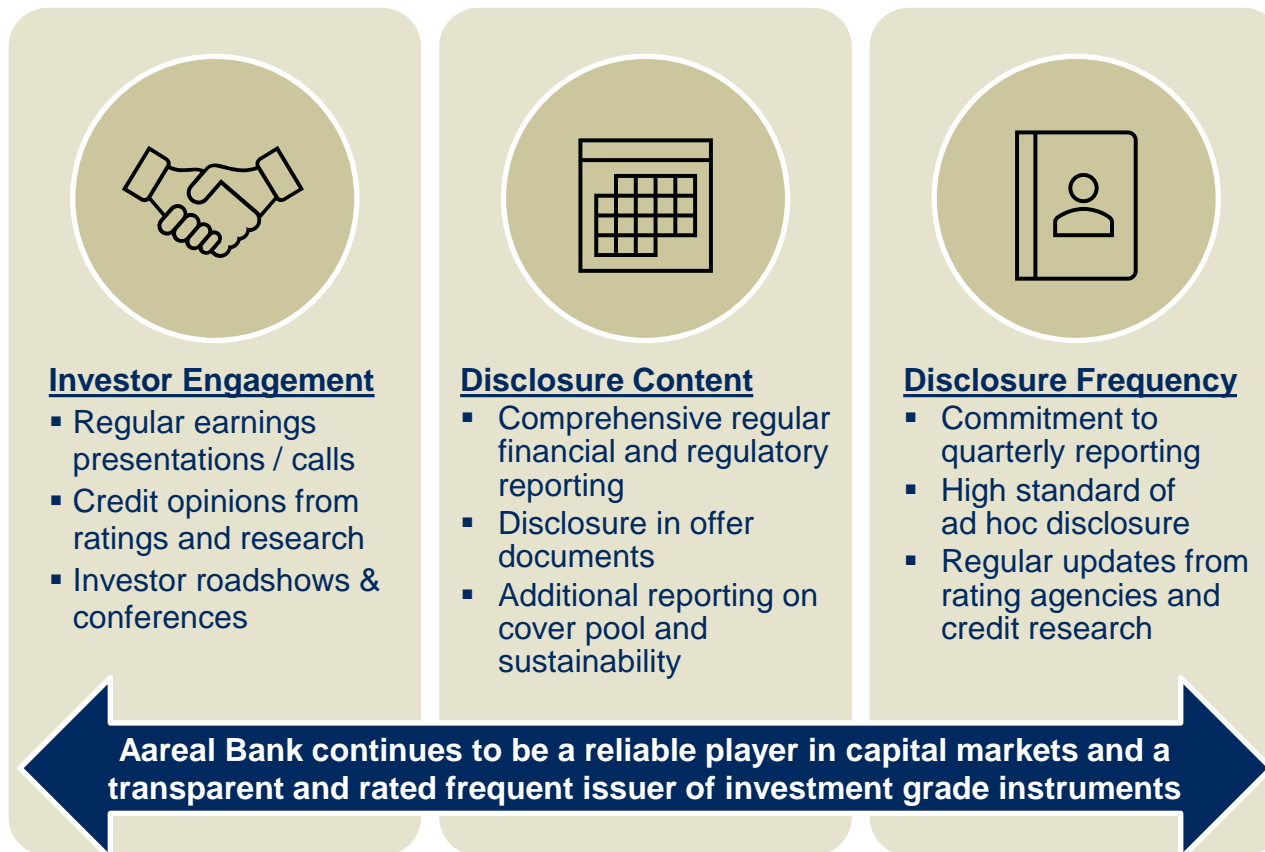 Investor Engagement
▪ Regular earnings
presentations / calls
▪ Credit opinions from
ratings and research
▪ Investor roadshows &
conferences
Disclosure Content
▪ Comprehensive regular
financial and regulatory
reporting
▪ Disclosure in offer
documents
▪ Additional reporting on
cover pool and
sustainability
Disclosure Frequency
▪ Commitment to
quarterly reporting
▪ High standard of
ad hoc disclosure
▪ Regular updates from
rating agencies and
credit research
Aareal Bank continues to be a reliable player in capital markets and a
transparent and rated frequent issuer of investment grade instruments